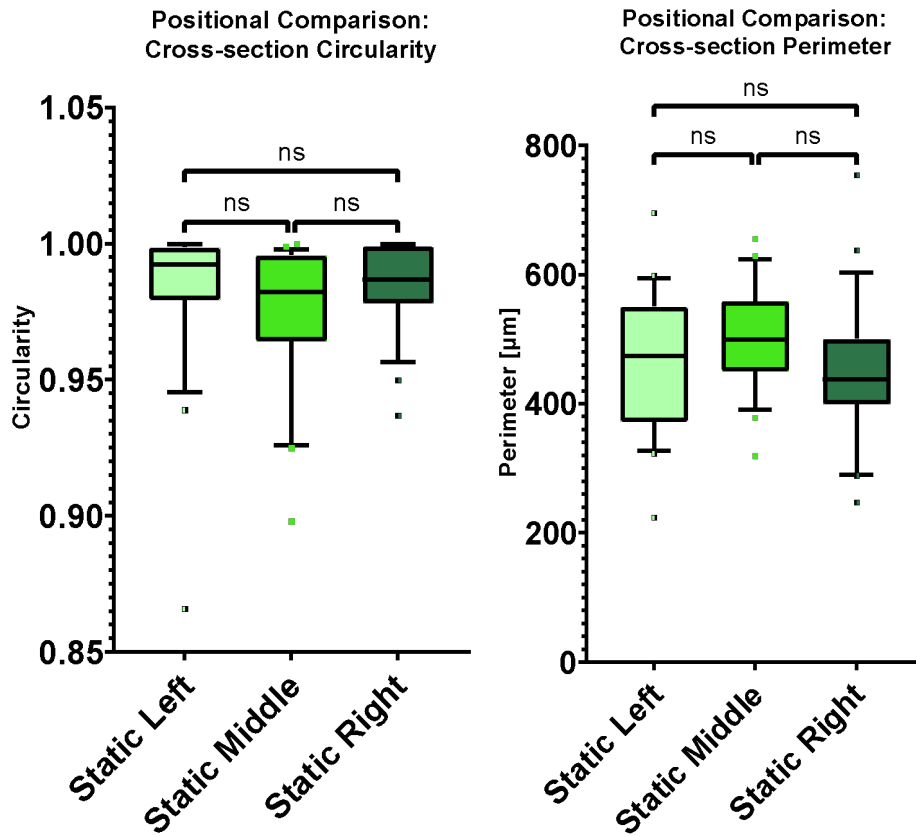 Positional Comparison:
Cross-section Circularity
Circularity
1.05
1.00
0.95
0.90
0.85
ns
ns
ns
Static Left
Static Middle
Static Right
Positional Comparison:
Cross-section Perimeter
Perimeter [µm]
800
600
400
200
0
ns
ns
ns
Static Left
Static Middle
Static Right